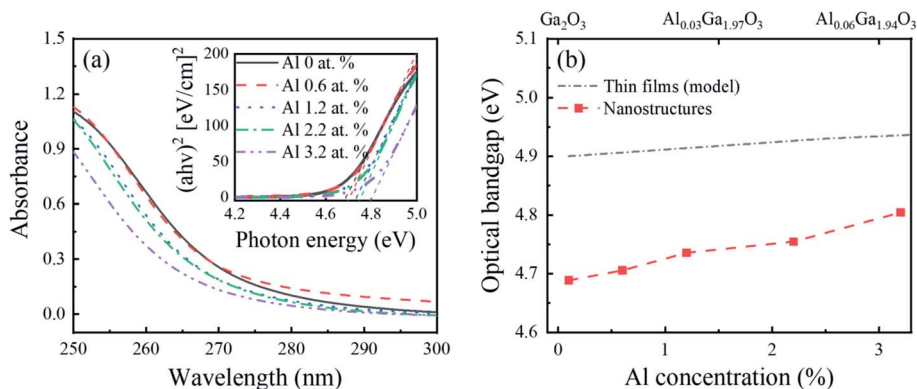 Ga₂O₃ Al₀.₀₃Ga₁.₉₇O₃ Al₀.₀₆Ga₁.₉₄O₃
(a)
1.5
1.2
0.9
0.6
0.3
0.0
Absorbance
250 260 270 280 290 300
Wavelength (nm)
200
150
100
50
0
(ahv)² [eV/cm]²
Al 0 at. %
Al 0.6 at. %
Al 1.2 at. %
Al 2.2 at. %
Al 3.2 at. %
4.2 4.4 4.6 4.8 5.0
Photon energy (eV)
(b)
5.1
5.0
4.9
4.8
4.7
4.6
Optical bandgap (eV)
Thin films (model)
Nanostructures
0 1 2 3
Al concentration (%)